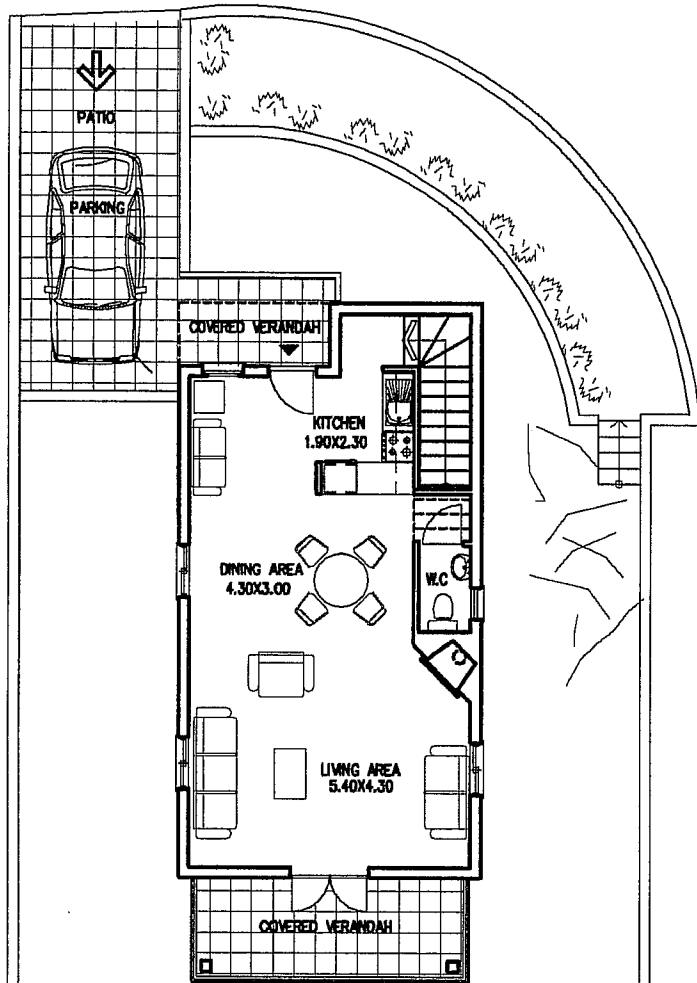 PATIO
PARKING
COVERED VERANDAH
KITCHEN
1.90X2.30
DINING AREA
4.30X3.00
W.C
LIVING AREA
5.40X4.30
COVERED VERANDAH